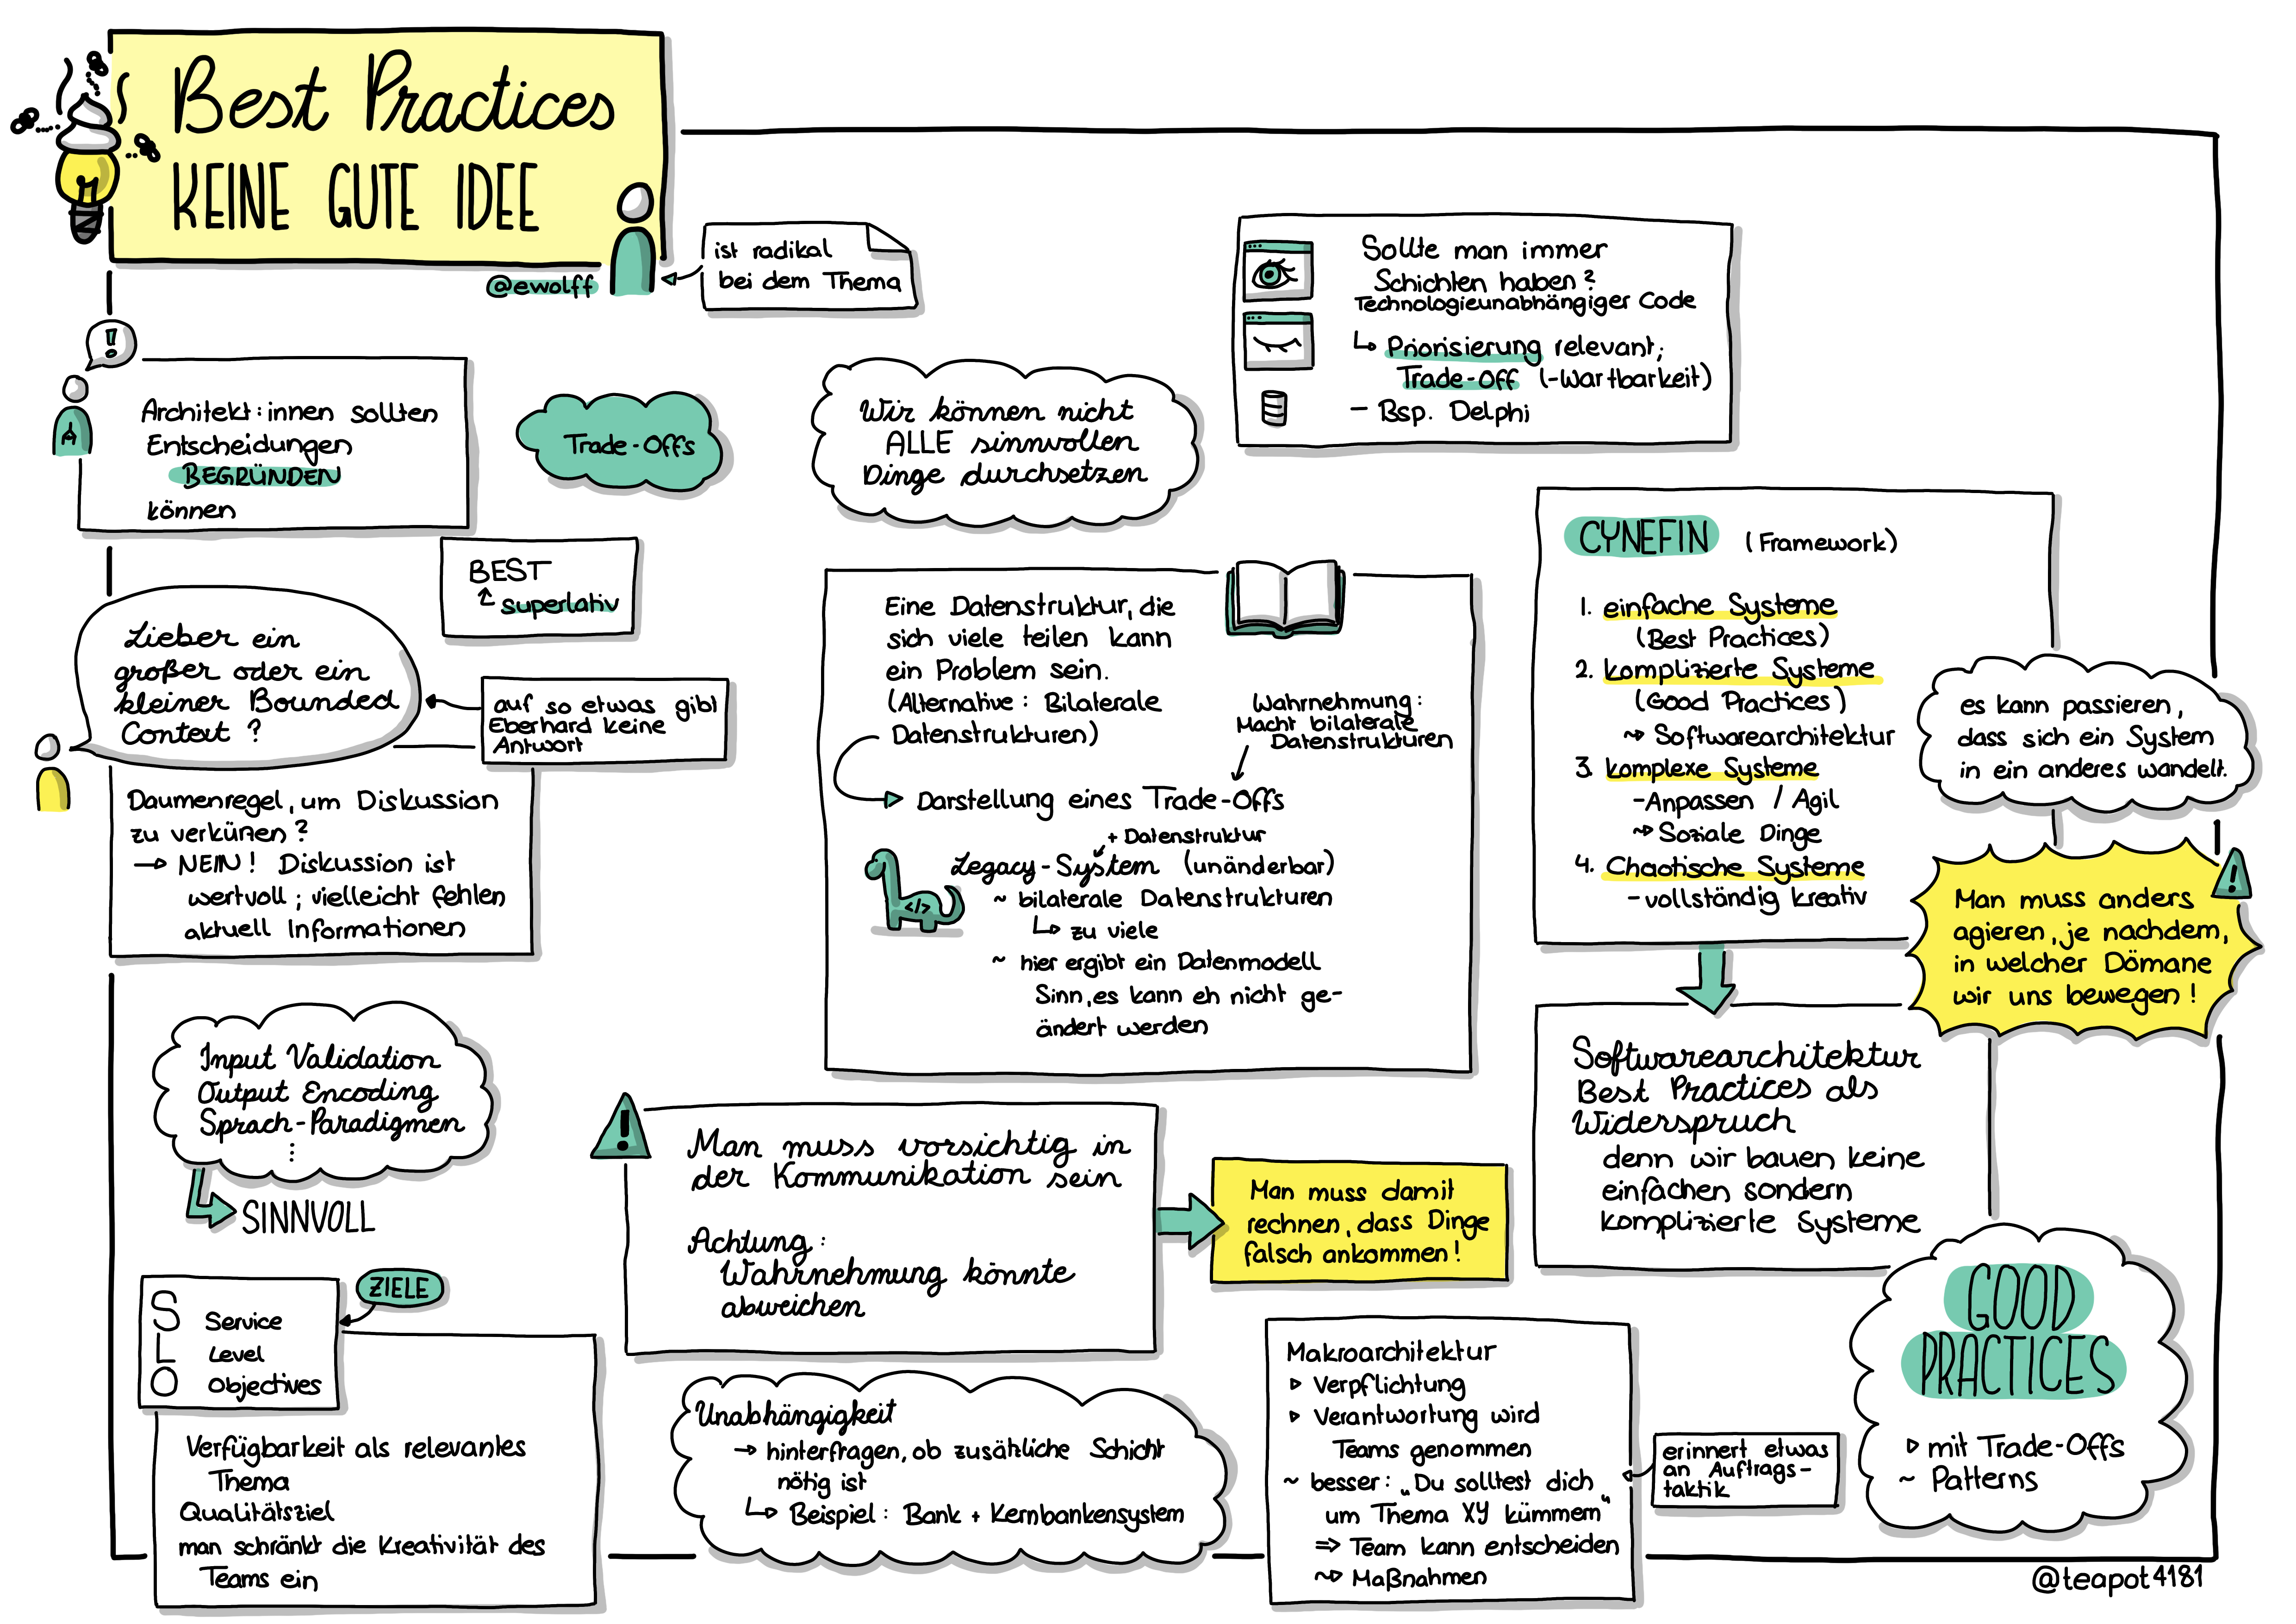 Best Practices
KEINE GUTE IDEE
@ewolff
ist radikal
bei dem Thema
!
Architekt:innen sollten
Entscheidungen
BEGRÜNDEN
können
Trade-Offs
Wir können nicht
ALLE sinnvollen
Dinge durchsetzen
Sollte man immer
Schichten haben?
Technologieunabhängiger Code
↳ Priorisierung relevant;
Trade-Off (-Wartbarkeit)
- Bsp. Delphi
BEST
superlativ
Lieber ein
großer oder ein
kleiner Bounded
Context ?
auf so etwas gibt
Eberhard keine
Antwort
Daumenregel, um Diskussion
zu verkürzen?
→ NEIN! Diskussion ist
wertvoll; vielleicht fehlen
aktuell Informationen
Eine Datenstruktur, die
sich viele teilen kann
ein Problem sein.
(Alternative: Bilaterale
Datenstrukturen)
Wahrnehmung:
Macht bilaterale
Datenstrukturen
Darstellung eines Trade-Offs
+ Datenstruktur
Legacy-System (unänderbar)
</>
~ bilaterale Datenstrukturen
↳ zu viele
~ hier ergibt ein Datenmodell
Sinn, es kann eh nicht ge-
ändert werden
CYNEFIN (Framework)
1. einfache Systeme
(Best Practices)
2. komplizierte Systeme
(Good Practices)
⇝ Softwarearchitektur
3. komplexe Systeme
-Anpassen / Agil
⇝ Soziale Dinge
4. Chaotische Systeme
- vollständig kreativ
es kann passieren,
dass sich ein System
in ein anderes wandelt.
!
Man muss anders
agieren, je nachdem,
in welcher Dömane
wir uns bewegen!
Softwarearchitektur
Best Practices als
Widerspruch
denn wir bauen keine
einfachen sondern
komplizierte Systeme
Input Validation
Output Encoding
Sprach-Paradigmen
⋮
SINNVOLL
!
Man muss vorsichtig in
der Kommunikation sein
Achtung:
Wahrnehmung könnte
abweichen
Man muss damit
rechnen, dass Dinge
falsch ankommen!
ZIELE
S Service
L Level
O Objectives
Verfügbarkeit als relevantes
Thema
Qualitätsziel
man schränkt die Kreativität des
Teams ein
Unabhängigkeit
→ hinterfragen, ob zusätzliche Schicht
nötig ist
↳ Beispiel: Bank + Kernbankensystem
Makroarchitektur
▹ Verpflichtung
▹ Verantwortung wird
Teams genommen
~ besser: „Du solltest dich
um Thema XY kümmern"
⇒ Team kann entscheiden
⇝ Maßnahmen
erinnert etwas
an Auftrags-
taktik
GOOD
PRACTICES
▹ mit Trade-Offs
~ Patterns
@teapot4181